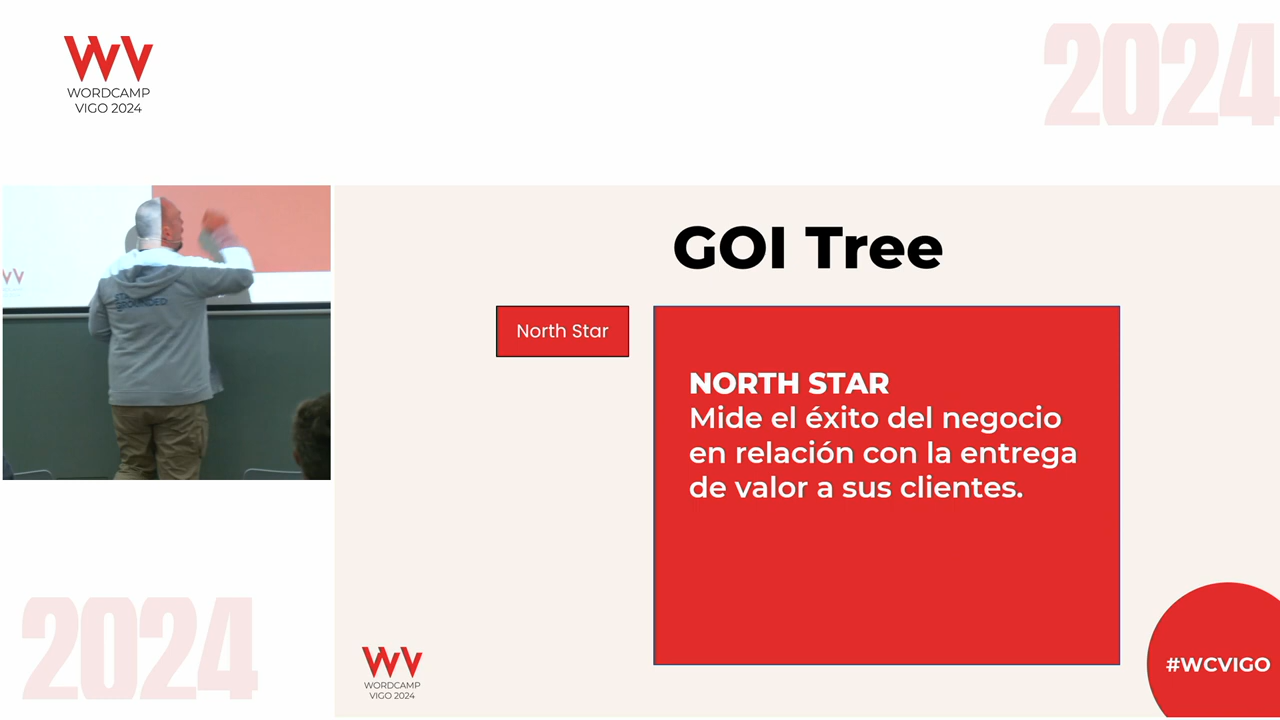 WORDCAMP
VIGO 2024
2024
GOI Tree
North Star
NORTH STAR
Mide el éxito del negocio
en relación con la entrega
de valor a sus clientes.
GROUNDED
2024
WORDCAMP
VIGO 2024
#WCVIGO